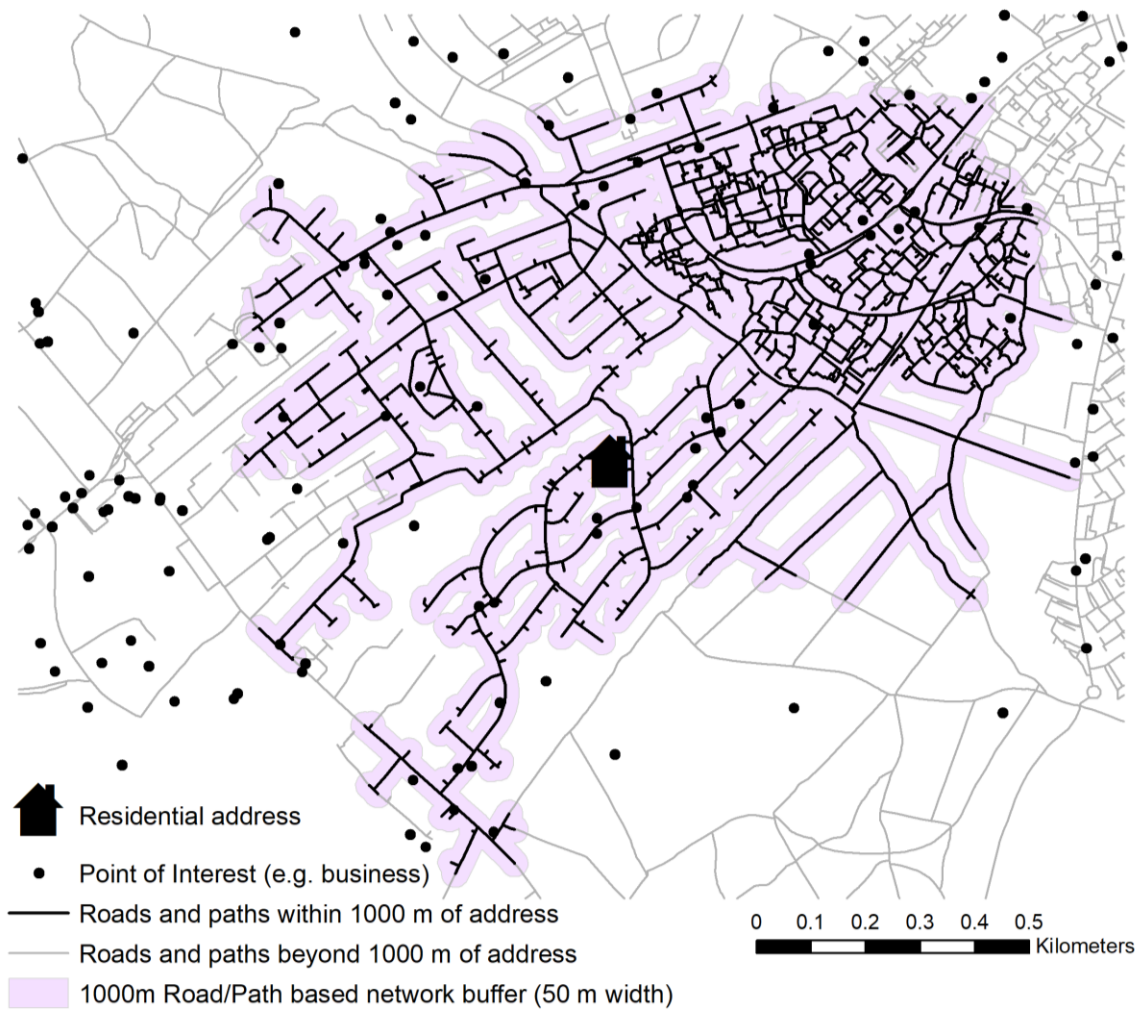 Residential address
Point of Interest (e.g. business)
Roads and paths within 1000 m of address
Roads and paths beyond 1000 m of address
1000m Road/Path based network buffer (50 m width)
0 0.1 0.2 0.3 0.4 0.5
Kilometers